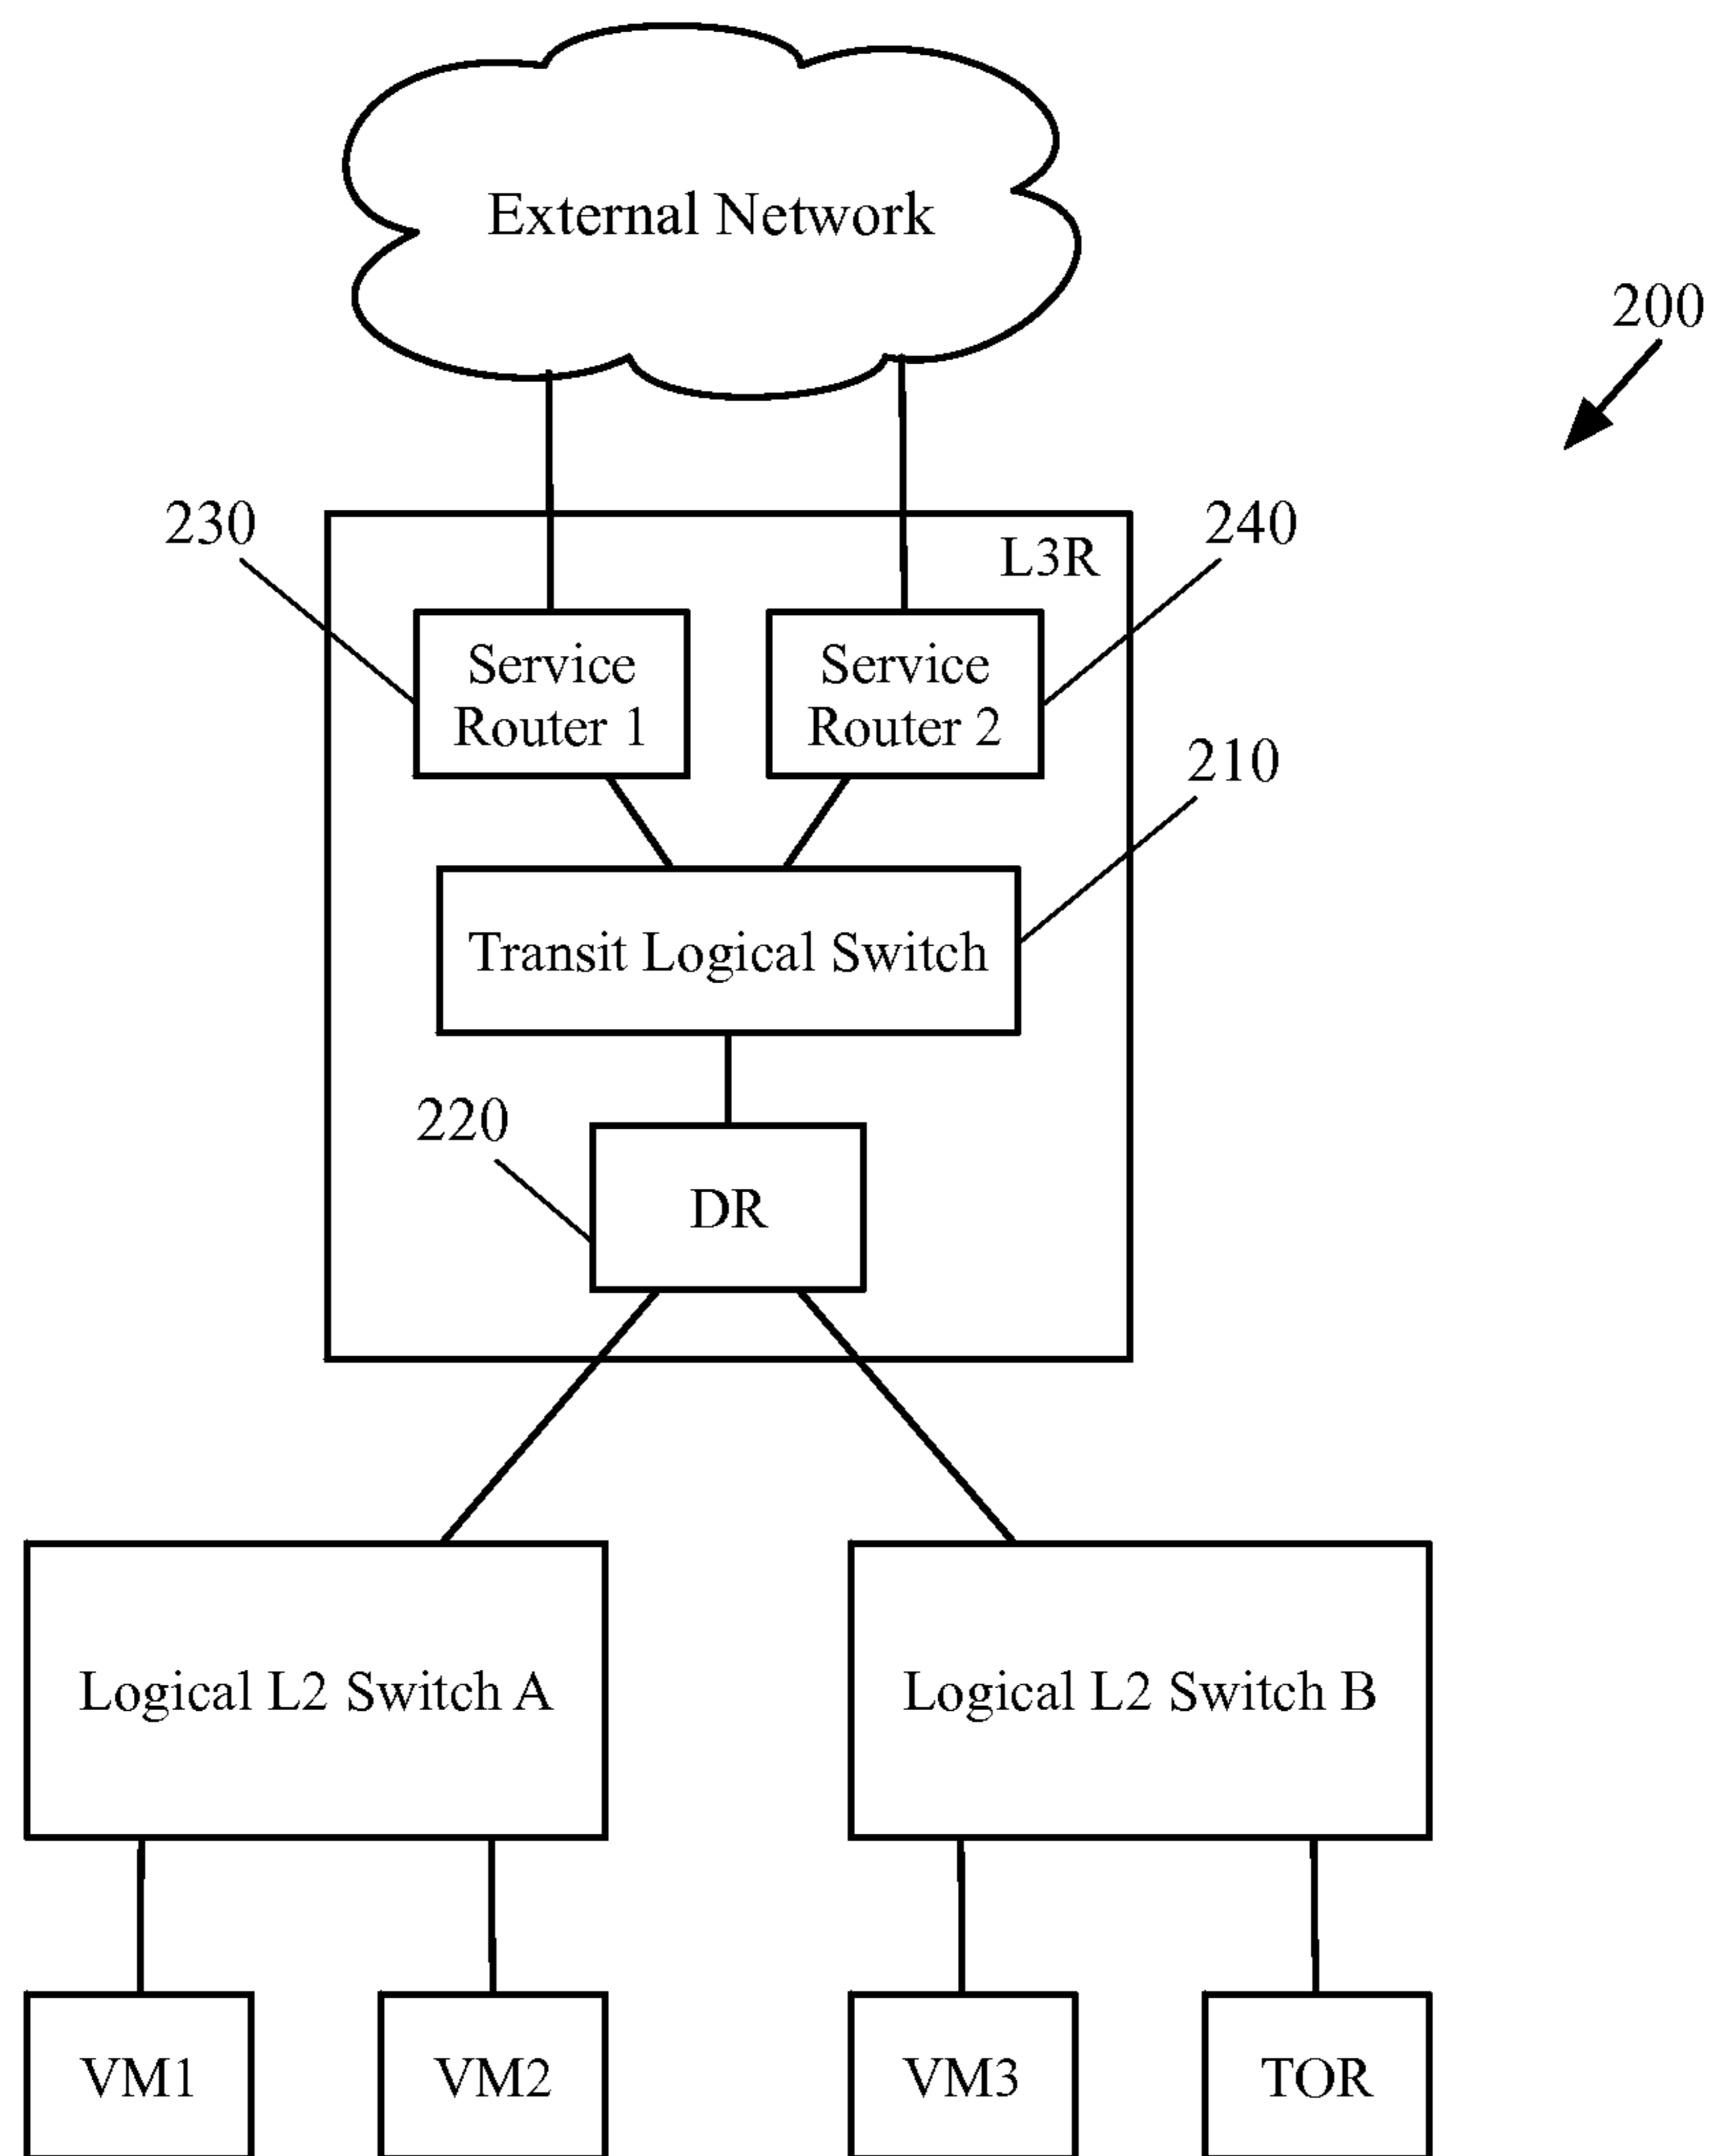 External Network
200
230
240
L3R
Service
Router 1
Service
Router 2
210
Transit Logical Switch
220
DR
Logical L2 Switch A
Logical L2 Switch B
VM1
VM2
VM3
TOR